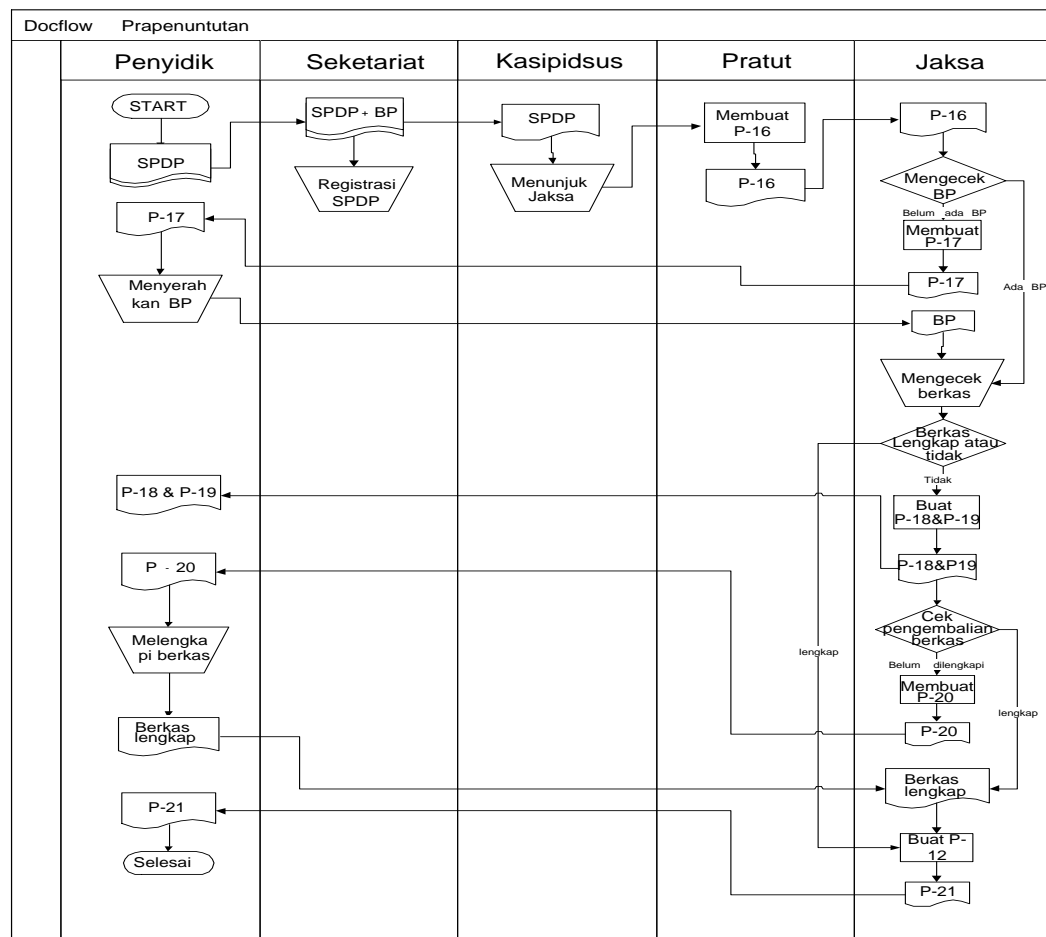 Docflow Prapenuntutan
Penyidik
Seketariat
Kasipidsus
Pratut
Jaksa
START
SPDP
SPDP + BP
Registrasi
SPDP
SPDP
Menunjuk
Jaksa
Membuat
P-16
P-16
P-16
Mengecek
BP
Belum ada BP
Ada BP
Membuat
P-17
P-17
P-17
Menyerah
kan BP
BP
Mengecek
berkas
Berkas
Lengkap atau
tidak
Tidak
lengkap
Buat
P-18&P-19
P-18&P19
P-18 & P-19
Cek
pengembalian
berkas
Belum dilengkapi
lengkap
Membuat
P-20
P-20
P - 20
Melengka
pi berkas
Berkas
lengkap
Berkas
lengkap
Buat P-
12
P-21
P-21
Selesai